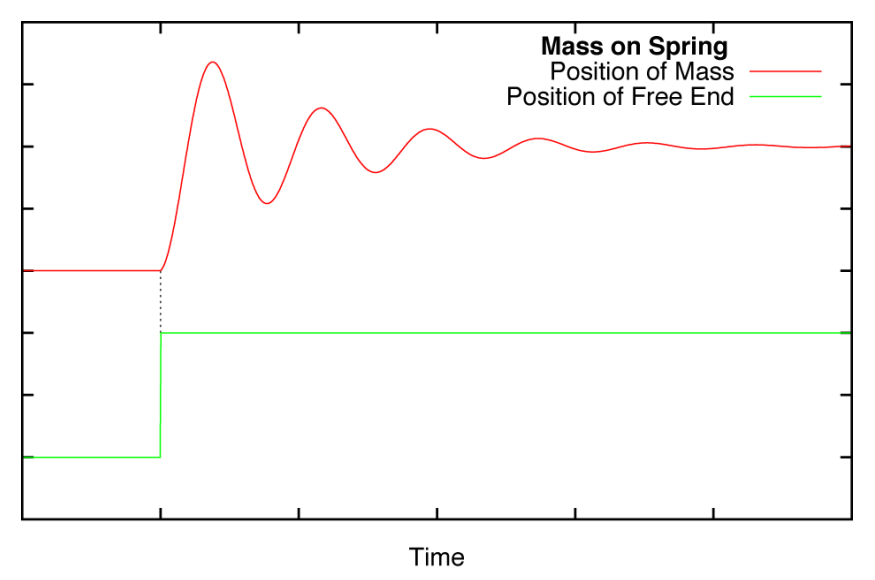 Mass on Spring
Position of Mass
Position of Free End
Time